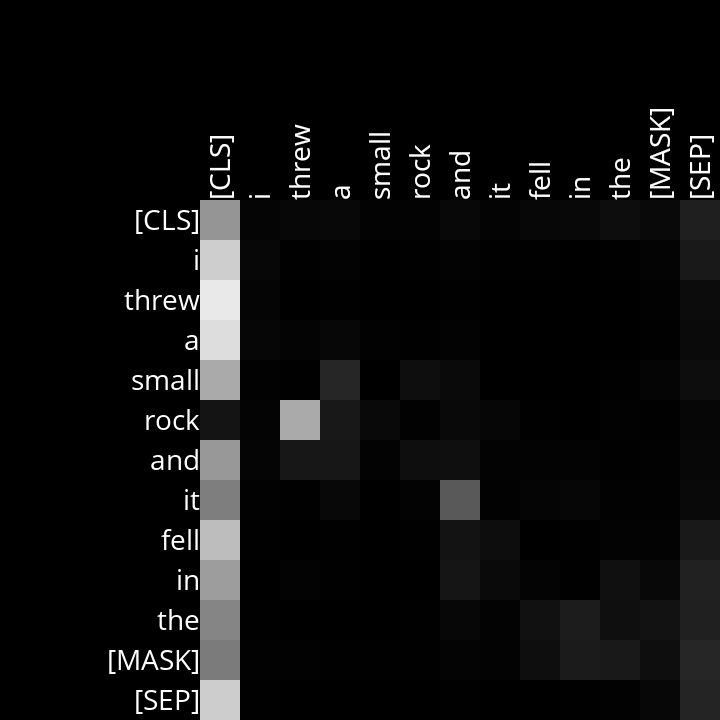 [CLS]
i
threw
a
small
rock
and
it
fell
in
the
[MASK]
[SEP]
[CLS]
i
threw
a
small
rock
and
it
fell
in
the
[MASK]
[SEP]